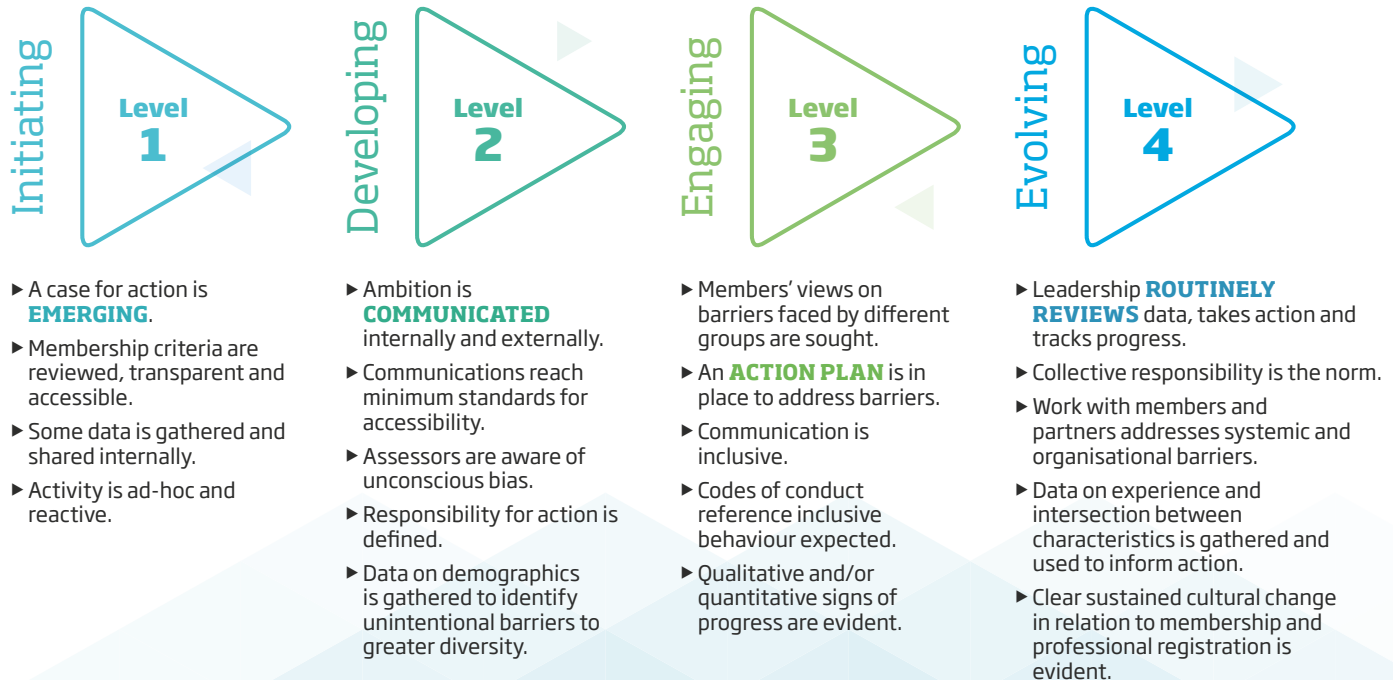 Initiating
Level
1
▶ A case for action is
EMERGING.
▶ Membership criteria are
reviewed, transparent and
accessible.
▶ Some data is gathered and
shared internally.
▶ Activity is ad-hoc and
reactive.
Developing
Level
2
▶ Ambition is
COMMUNICATED
internally and externally.
▶ Communications reach
minimum standards for
accessibility.
▶ Assessors are aware of
unconscious bias.
▶ Responsibility for action is
defined.
▶ Data on demographics
is gathered to identify
unintentional barriers to
greater diversity.
Engaging
Level
3
▶ Members’ views on
barriers faced by different
groups are sought.
▶ An ACTION PLAN is in
place to address barriers.
▶ Communication is
inclusive.
▶ Codes of conduct
reference inclusive
behaviour expected.
▶ Qualitative and/or
quantitative signs of
progress are evident.
Evolving
Level
4
▶ Leadership ROUTINELY
REVIEWS data, takes action and
tracks progress.
▶ Collective responsibility is the norm.
▶ Work with members and
partners addresses systemic and
organisational barriers.
▶ Data on experience and
intersection between
characteristics is gathered and
used to inform action.
▶ Clear sustained cultural change
in relation to membership and
professional registration is
evident.